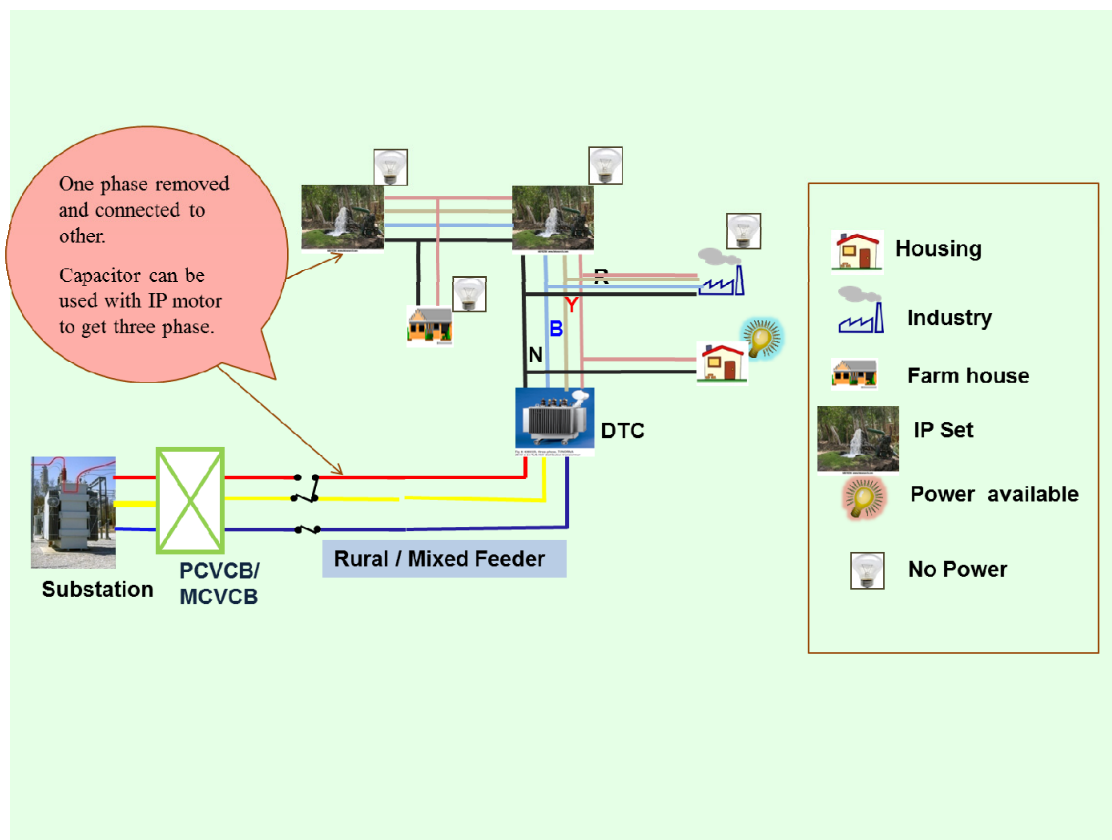 One phase removed
and connected to
other.
Capacitor can be
used with IP motor
to get three phase.
R
Y
B
N
DTC
Substation
PCVCB/
MCVCB
Rural / Mixed Feeder
Housing
Industry
Farm house
IP Set
Power available
No Power